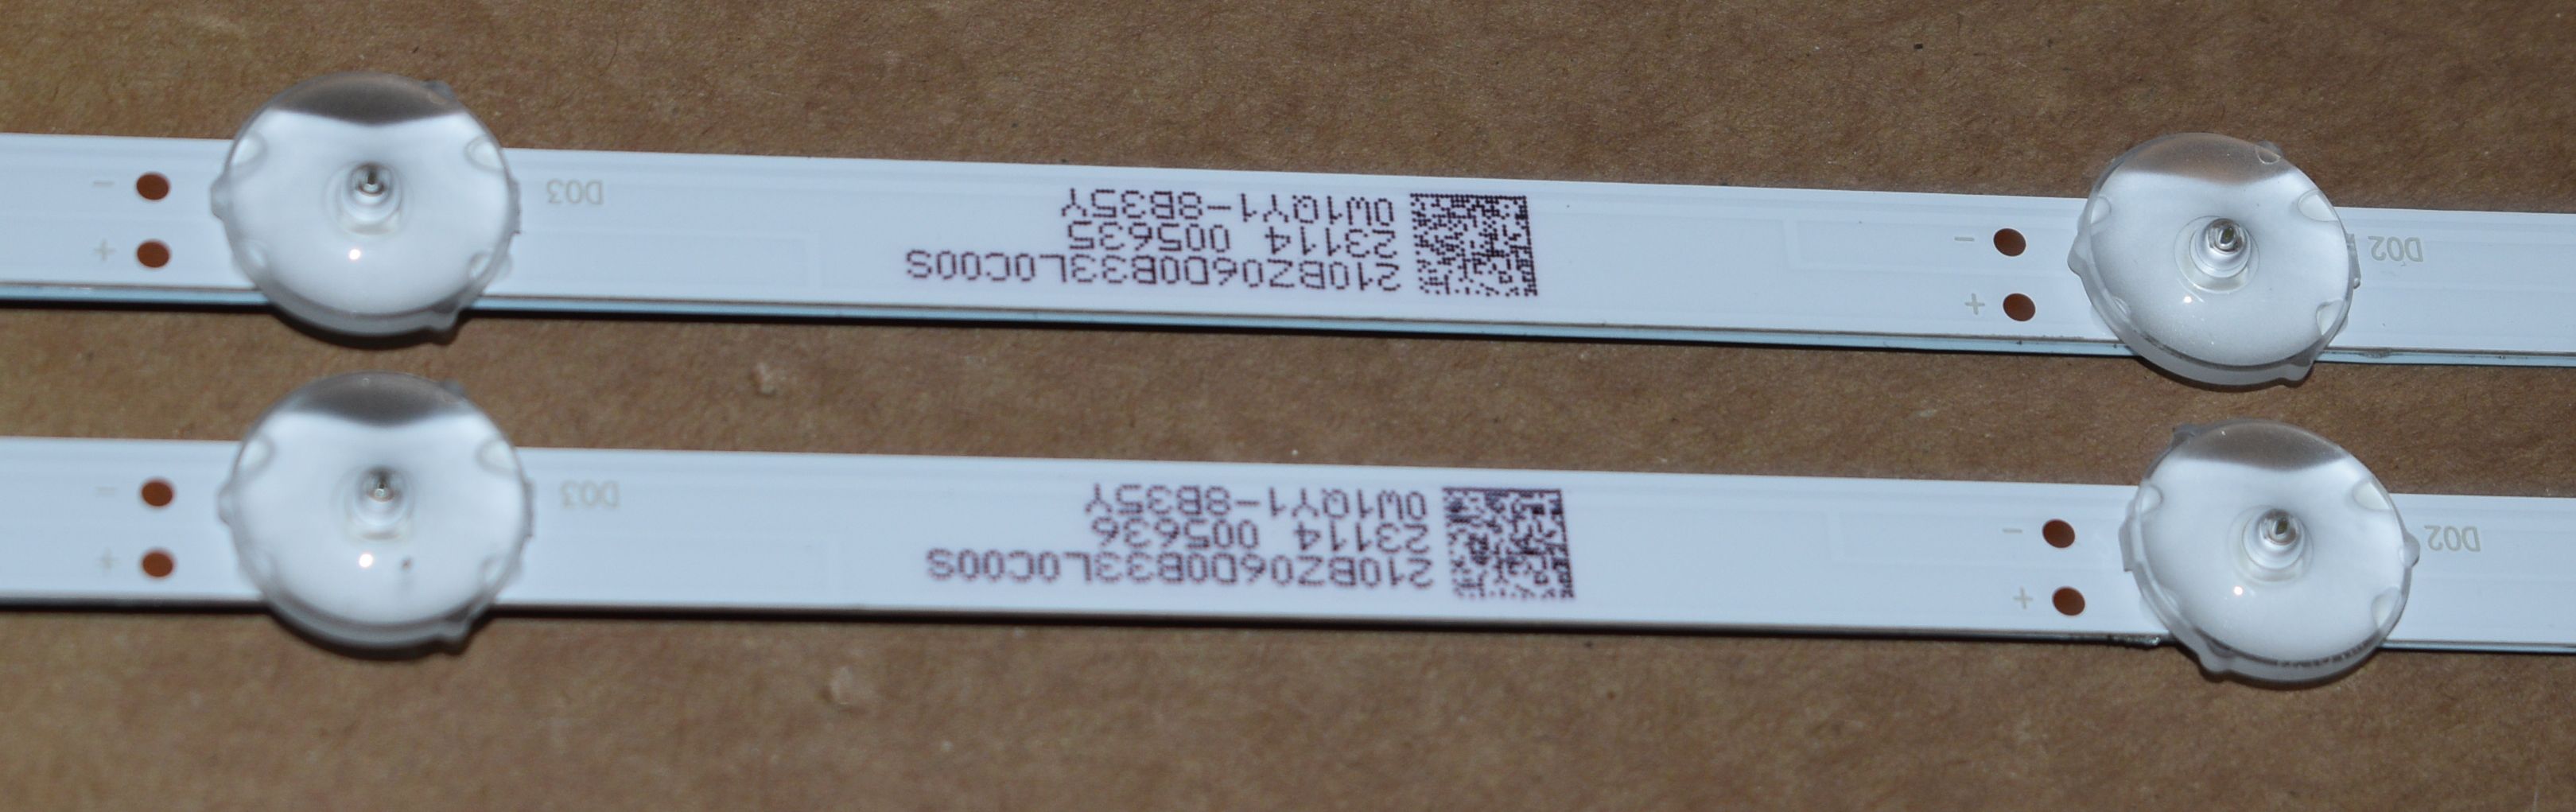 D02
+
-
210BZ06D0B33L0C00S
23114 005636
0W1QY1-8B35Y
D03
+
-
D02
+
-
210BZ06D0B33L0C00S
23114 005635
0W1QY1-8B35Y
D03
+
-